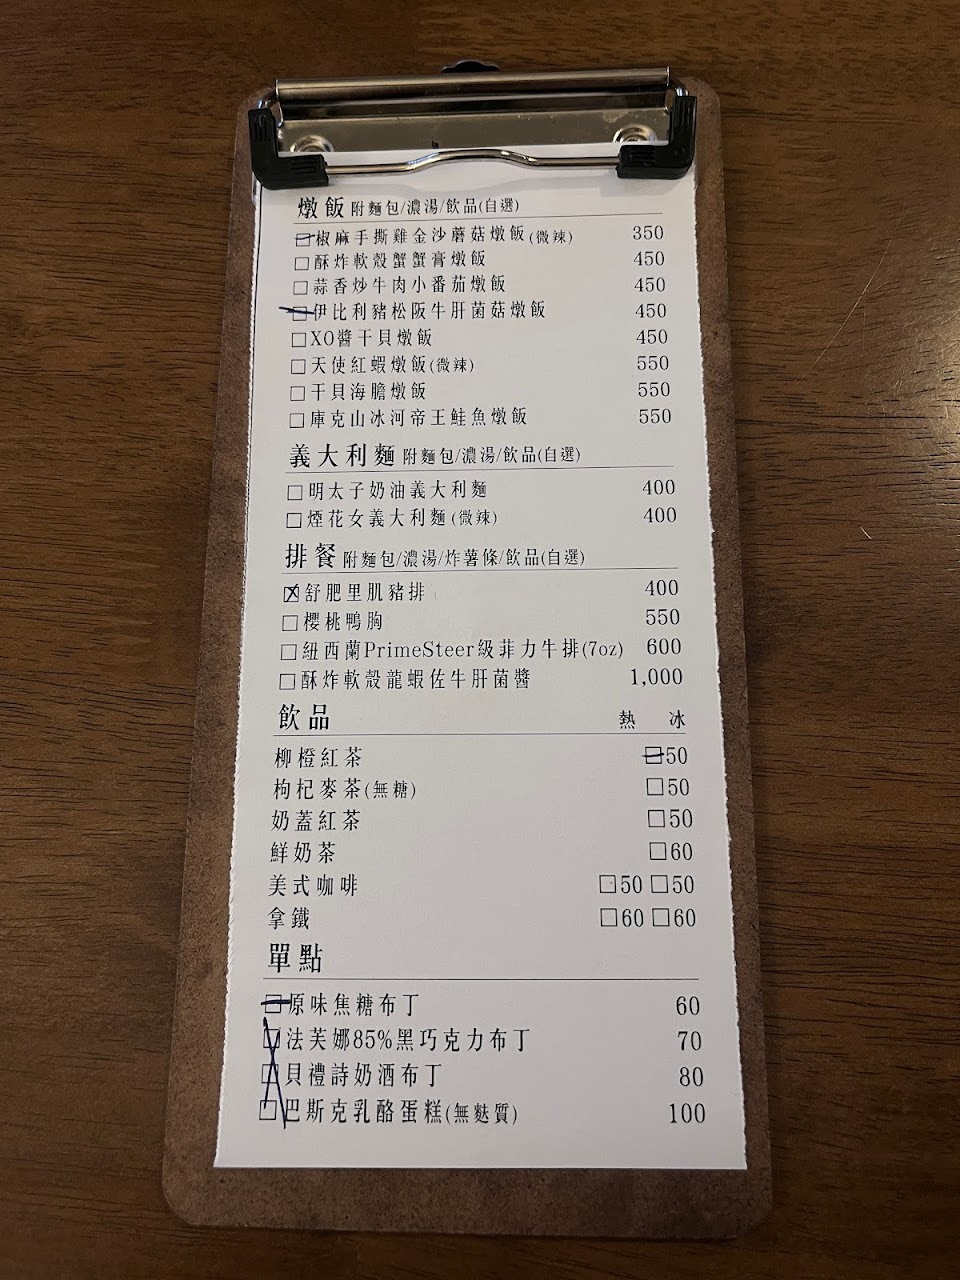 燉飯 附麵包/濃湯/飲品(自選)
椒麻手撕雞金沙蘑菇燉飯(微辣) 350
酥炸軟殼蟹蟹膏燉飯 450
蒜香炒牛肉小番茄燉飯 450
伊比利豬松阪牛肝菌菇燉飯 450
XO醬干貝燉飯 450
天使紅蝦燉飯(微辣) 550
干貝海膽燉飯 550
庫克山冰河帝王鮭魚燉飯 550
義大利麵 附麵包/濃湯/飲品(自選)
明太子奶油義大利麵 400
煙花女義大利麵(微辣) 400
排餐 附麵包/濃湯/炸薯條/飲品(自選)
舒肥里肌豬排 400
櫻桃鴨胸 550
紐西蘭PrimeSteer級菲力牛排(7oz) 600
酥炸軟殼龍蝦佐牛肝菌醬 1,000
飲品 熱 冰
柳橙紅茶 50
枸杞麥茶(無糖) 50
奶蓋紅茶 50
鮮奶茶 60
美式咖啡 50 50
拿鐵 60 60
單點
原味焦糖布丁 60
法芙娜85%黑巧克力布丁 70
貝禮詩奶酒布丁 80
巴斯克乳酪蛋糕(無麩質) 100